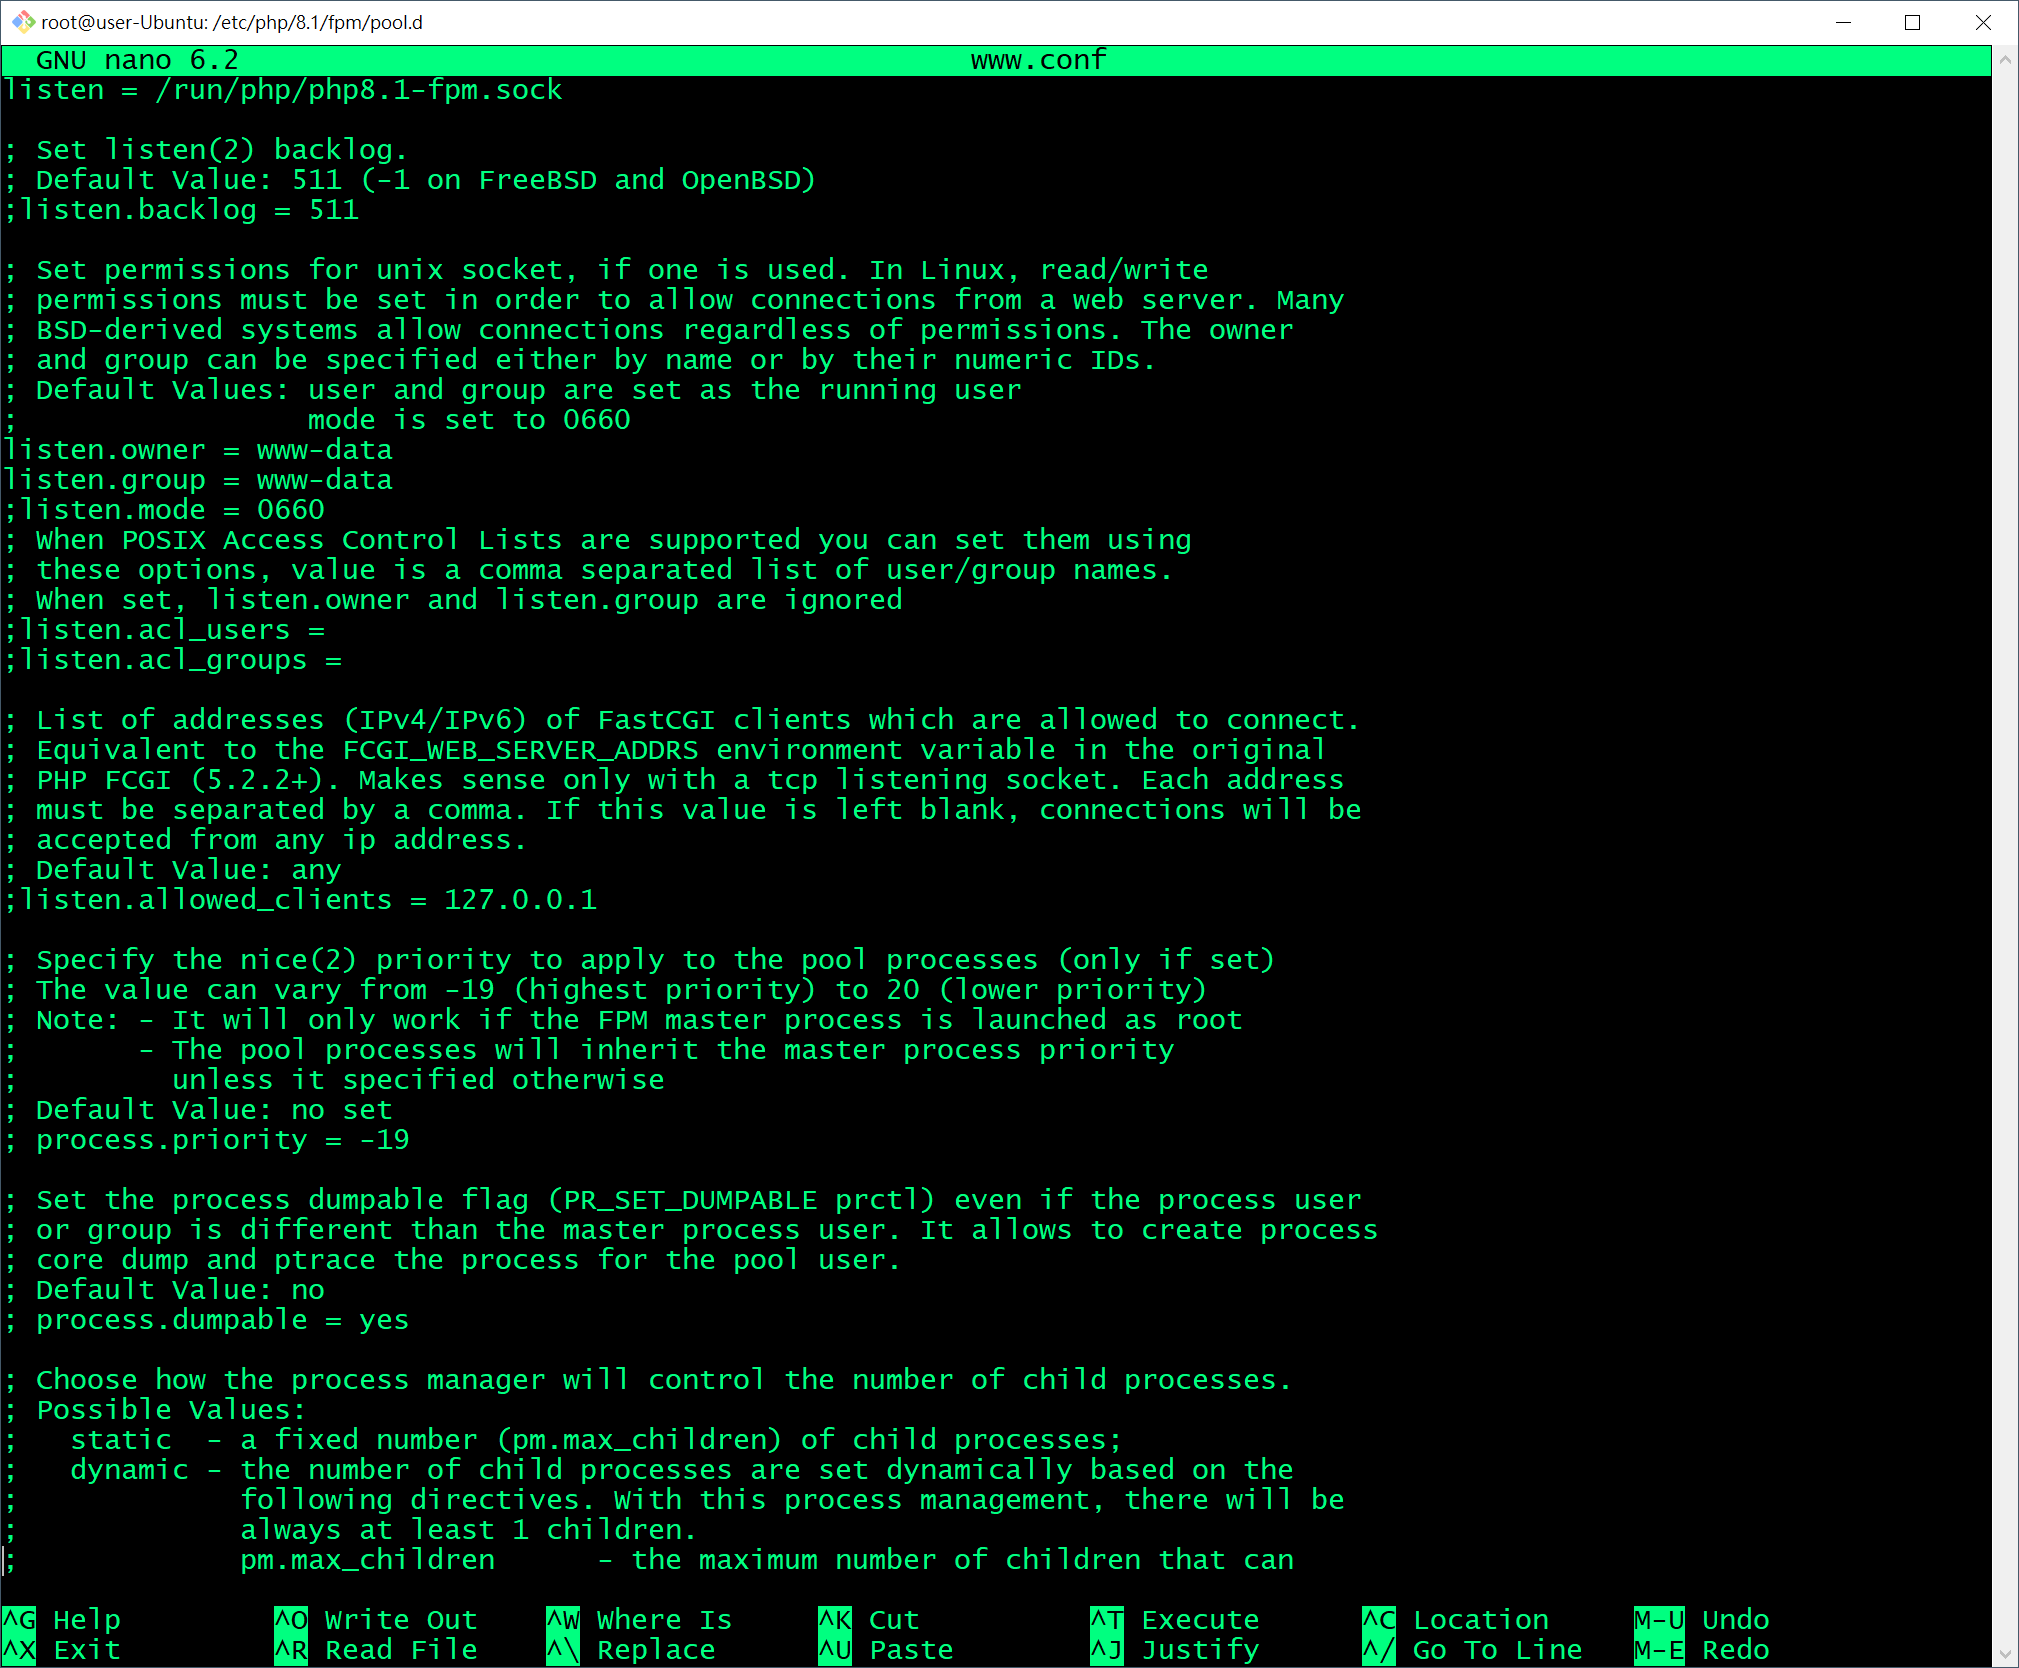 root@user-Ubuntu: /etc/php/8.1/fpm/pool.d
GNU nano 6.2 www.conf
listen = /run/php/php8.1-fpm.sock
; Set listen(2) backlog.
; Default Value: 511 (-1 on FreeBSD and OpenBSD)
;listen.backlog = 511
; Set permissions for unix socket, if one is used. In Linux, read/write
; permissions must be set in order to allow connections from a web server. Many
; BSD-derived systems allow connections regardless of permissions. The owner
; and group can be specified either by name or by their numeric IDs.
; Default Values: user and group are set as the running user
;                 mode is set to 0660
listen.owner = www-data
listen.group = www-data
;listen.mode = 0660
; When POSIX Access Control Lists are supported you can set them using
; these options, value is a comma separated list of user/group names.
; When set, listen.owner and listen.group are ignored
;listen.acl_users =
;listen.acl_groups =
; List of addresses (IPv4/IPv6) of FastCGI clients which are allowed to connect.
; Equivalent to the FCGI_WEB_SERVER_ADDRS environment variable in the original
; PHP FCGI (5.2.2+). Makes sense only with a tcp listening socket. Each address
; must be separated by a comma. If this value is left blank, connections will be
; accepted from any ip address.
; Default Value: any
;listen.allowed_clients = 127.0.0.1
; Specify the nice(2) priority to apply to the pool processes (only if set)
; The value can vary from -19 (highest priority) to 20 (lower priority)
; Note: - It will only work if the FPM master process is launched as root
;       - The pool processes will inherit the master process priority
;         unless it specified otherwise
; Default Value: no set
; process.priority = -19
; Set the process dumpable flag (PR_SET_DUMPABLE prctl) even if the process user
; or group is different than the master process user. It allows to create process
; core dump and ptrace the process for the pool user.
; Default Value: no
; process.dumpable = yes
; Choose how the process manager will control the number of child processes.
; Possible Values:
;   static  - a fixed number (pm.max_children) of child processes;
;   dynamic - the number of child processes are set dynamically based on the
;             following directives. With this process management, there will be
;             always at least 1 children.
;             pm.max_children      - the maximum number of children that can
^G Help ^O Write Out ^W Where Is ^K Cut ^T Execute ^C Location M-U Undo
^X Exit ^R Read File ^\ Replace ^U Paste ^J Justify ^/ Go To Line M-E Redo